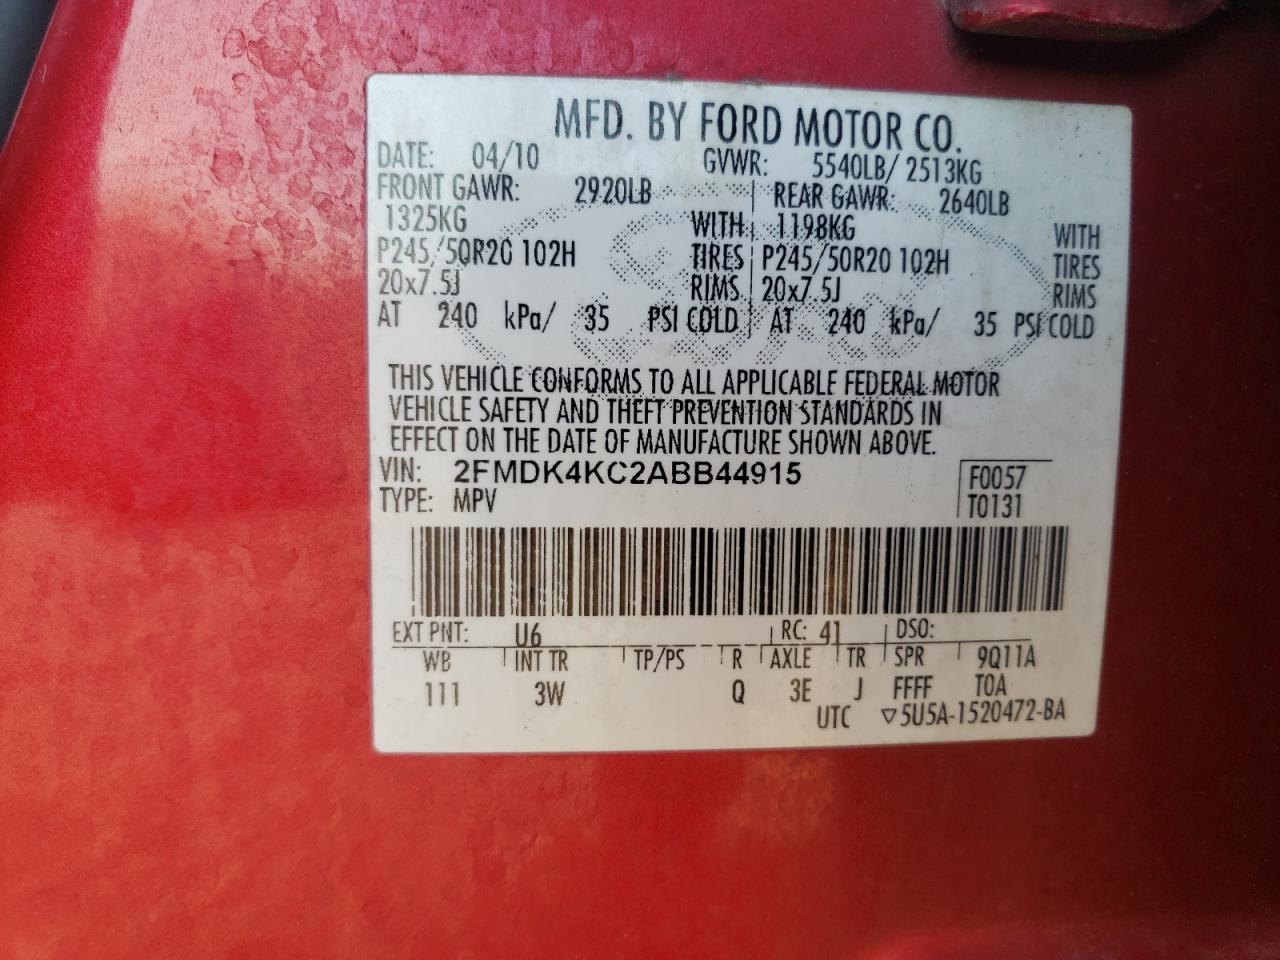 MFD. BY FORD MOTOR CO.
DATE: 04/10 GVWR: 5540LB/ 2513KG
FRONT GAWR: 2920LB REAR GAWR: 2640LB
1325KG WITH 1198KG WITH
P245/50R20 102H TIRES P245/50R20 102H TIRES
20x7.5J RIMS 20x7.5J RIMS
AT 240 kPa/ 35 PSI COLD AT 240 kPa/ 35 PSI COLD
THIS VEHICLE CONFORMS TO ALL APPLICABLE FEDERAL MOTOR
VEHICLE SAFETY AND THEFT PREVENTION STANDARDS IN
EFFECT ON THE DATE OF MANUFACTURE SHOWN ABOVE.
VIN: 2FMDK4KC2ABB44915 F0057
TYPE: MPV T0131
EXT PNT: U6 RC: 41 DSO:
WB INT TR TP/PS R AXLE TR SPR 9Q11A
111 3W Q 3E J FFFF T0A
UTC ▽5U5A-1520472-BA